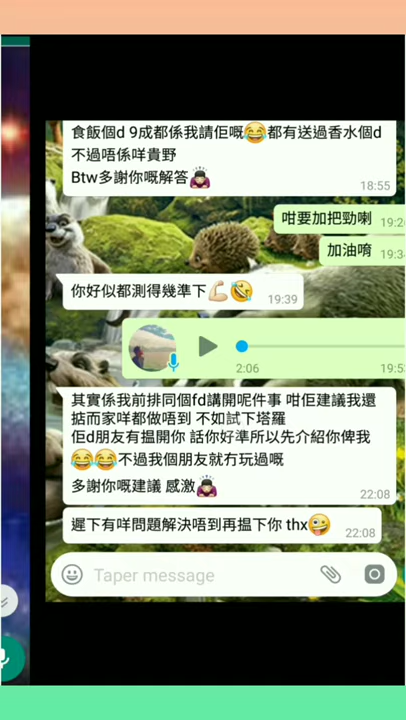 食飯個d 9成都係我請佢嘅😂都有送過香水個d
不過唔係咩貴野
Btw多謝你嘅解答🙇🏻‍♀️
18:55
咁要加把勁喇
19:2
加油唷
19:3
你好似都測得幾準下💪🏻🤣
19:39
2:06
19:5
其實係我前排同個fd講開呢件事 咁佢建議我還
掂而家咩都做唔到 不如試下塔羅
佢d朋友有搵開你 話你好準所以先介紹你俾我
😂😂不過我個朋友就冇玩過嘅
多謝你嘅建議 感激🙇🏻‍♀️
22:08
遲下有咩問題解決唔到再搵下你 thx🤪
22:08
Taper message